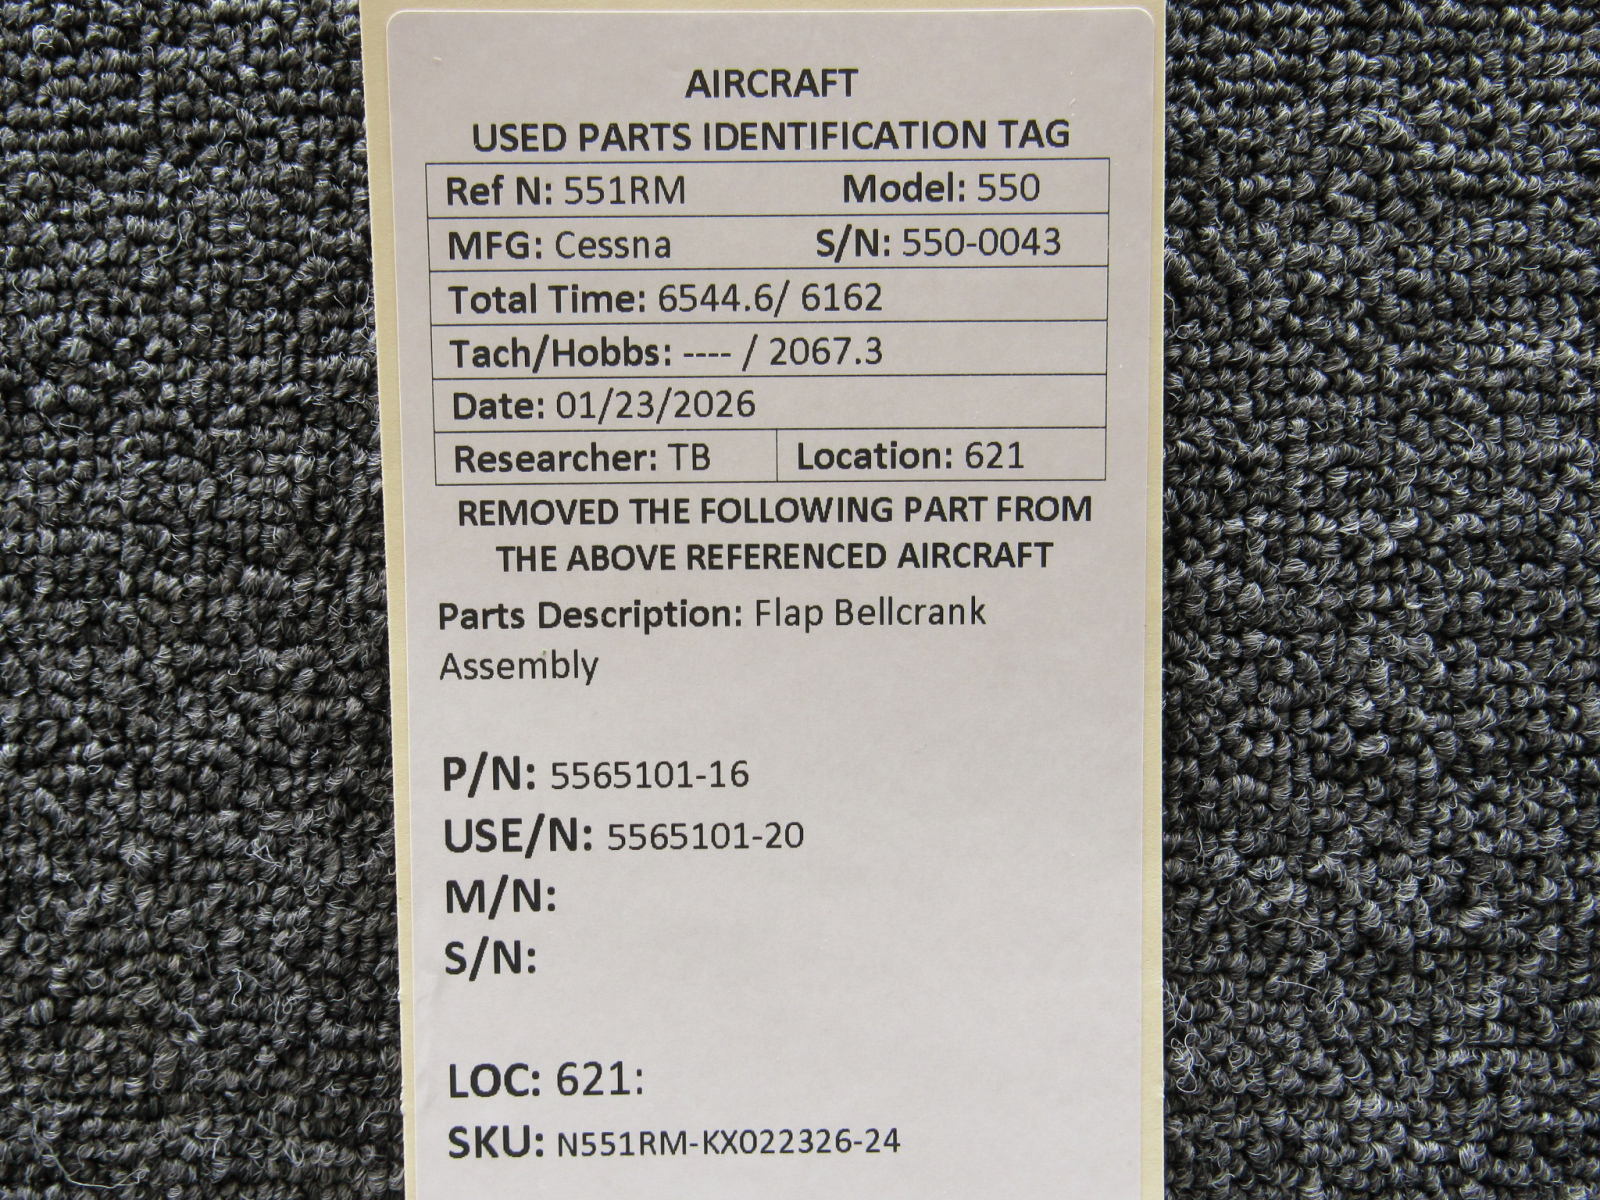 AIRCRAFT
USED PARTS IDENTIFICATION TAG
Ref N: 551RM Model: 550
MFG: Cessna S/N: 550-0043
Total Time: 6544.6/ 6162
Tach/Hobbs: ---- / 2067.3
Date: 01/23/2026
Researcher: TB Location: 621
REMOVED THE FOLLOWING PART FROM
THE ABOVE REFERENCED AIRCRAFT
Parts Description: Flap Bellcrank
Assembly
P/N: 5565101-16
USE/N: 5565101-20
M/N:
S/N:
LOC: 621:
SKU: N551RM-KX022326-24